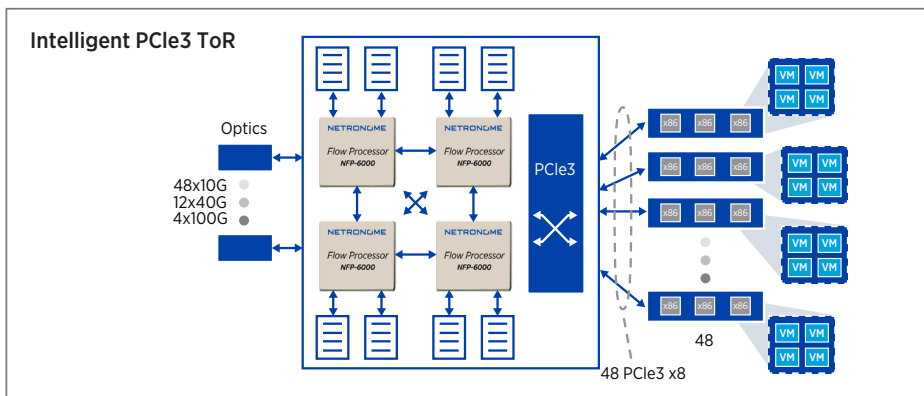 Intelligent PCIe3 ToR
Optics
48x10G
12x40G
4x100G
NETRONOME
Flow Processor
NFP-6000
NETRONOME
Flow Processor
NFP-6000
NETRONOME
Flow Processor
NFP-6000
NETRONOME
Flow Processor
NFP-6000
PCIe3
48 PCIe3 x8
x86 x86 x86
x86 x86 x86
x86 x86 x86
x86 x86 x86
48
VM VM
VM VM
VM VM
VM VM
VM VM
VM VM
VM VM
VM VM